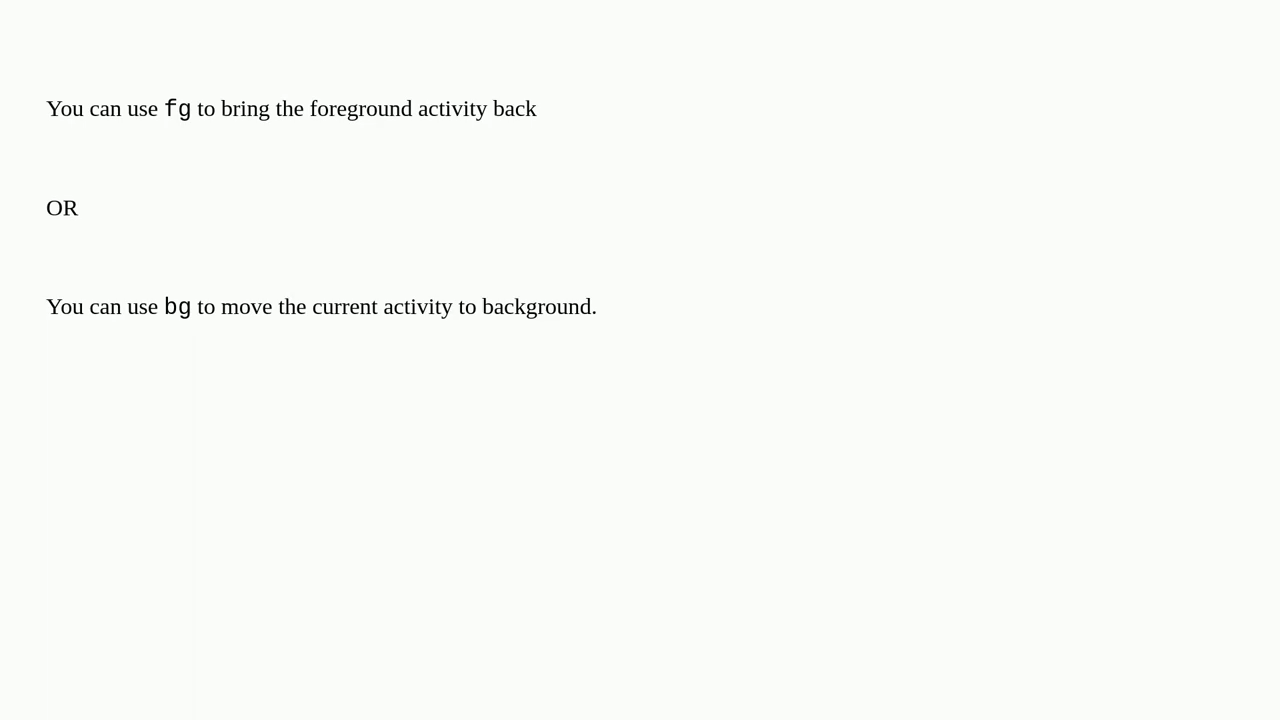 You can use fg to bring the foreground activity back
OR
You can use bg to move the current activity to background.